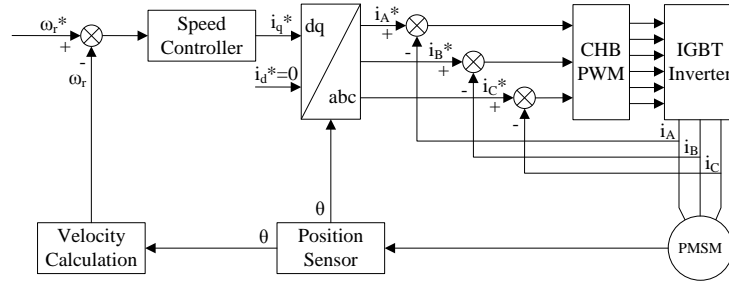 ωr*
+
-
ωr
Speed
Controller
iq*
id*=0
dq
abc
iA*
+
-
iB*
+
-
iC*
+
-
CHB
PWM
IGBT
Inverter
iA
iB
iC
θ
θ
Velocity
Calculation
Position
Sensor
PMSM